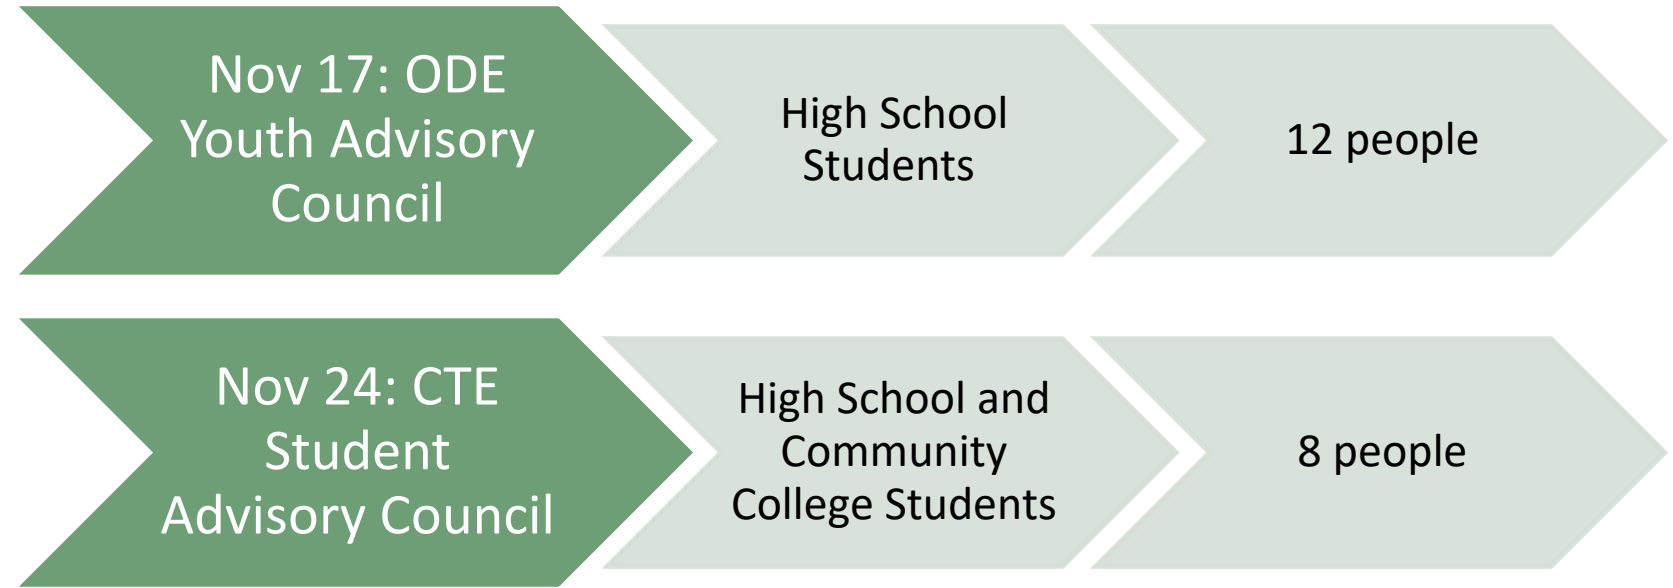 Nov 17: ODE
Youth Advisory
Council
High School
Students
12 people
Nov 24: CTE
Student
Advisory Council
High School and
Community
College Students
8 people